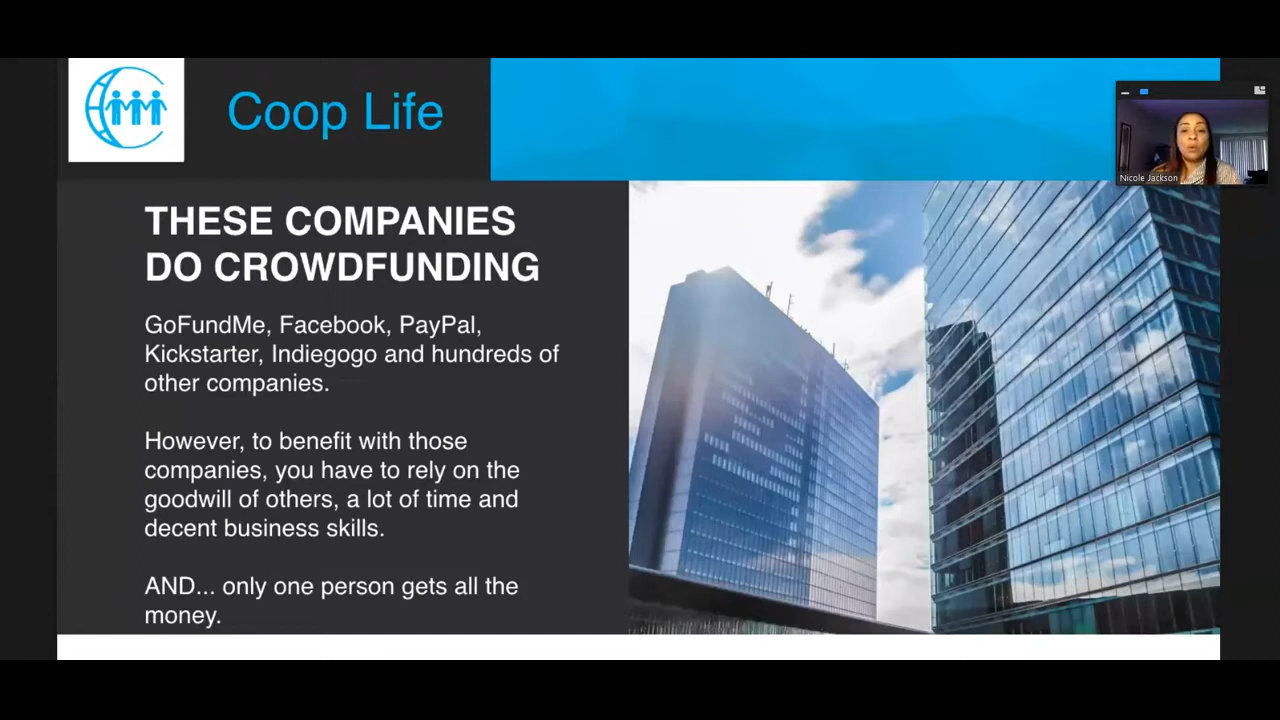 Coop Life
Nicole Jackson
THESE COMPANIES
DO CROWDFUNDING
GoFundMe, Facebook, PayPal,
Kickstarter, Indiegogo and hundreds of
other companies.
However, to benefit with those
companies, you have to rely on the
goodwill of others, a lot of time and
decent business skills.
AND... only one person gets all the
money.